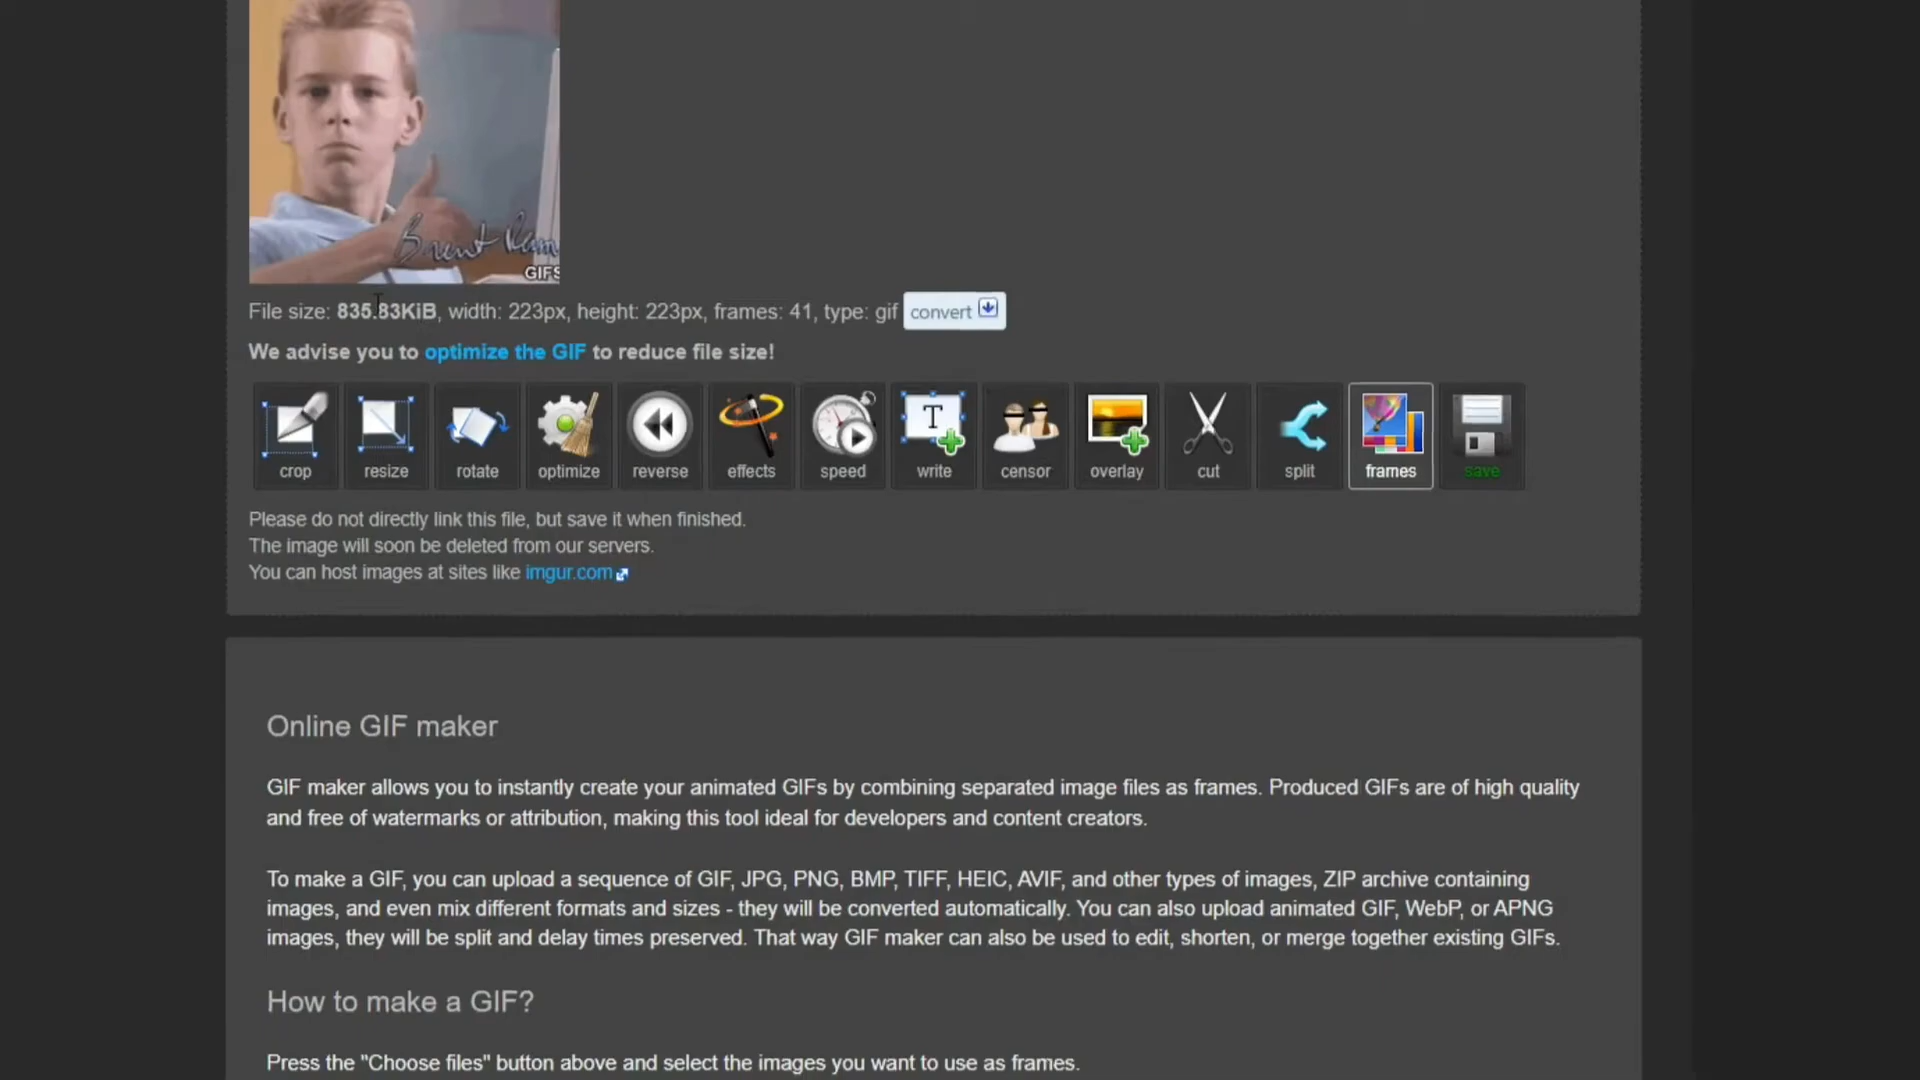 Brent Ram
GIFS
File size: 835.83KiB, width: 223px, height: 223px, frames: 41, type: gif convert
We advise you to optimize the GIF to reduce file size!
crop resize rotate optimize reverse effects speed T write censor overlay cut split frames save
Please do not directly link this file, but save it when finished.
The image will soon be deleted from our servers.
You can host images at sites like imgur.com
Online GIF maker
GIF maker allows you to instantly create your animated GIFs by combining separated image files as frames. Produced GIFs are of high quality
and free of watermarks or attribution, making this tool ideal for developers and content creators.
To make a GIF, you can upload a sequence of GIF, JPG, PNG, BMP, TIFF, HEIC, AVIF, and other types of images, ZIP archive containing
images, and even mix different formats and sizes - they will be converted automatically. You can also upload animated GIF, WebP, or APNG
images, they will be split and delay times preserved. That way GIF maker can also be used to edit, shorten, or merge together existing GIFs.
How to make a GIF?
Press the "Choose files" button above and select the images you want to use as frames.